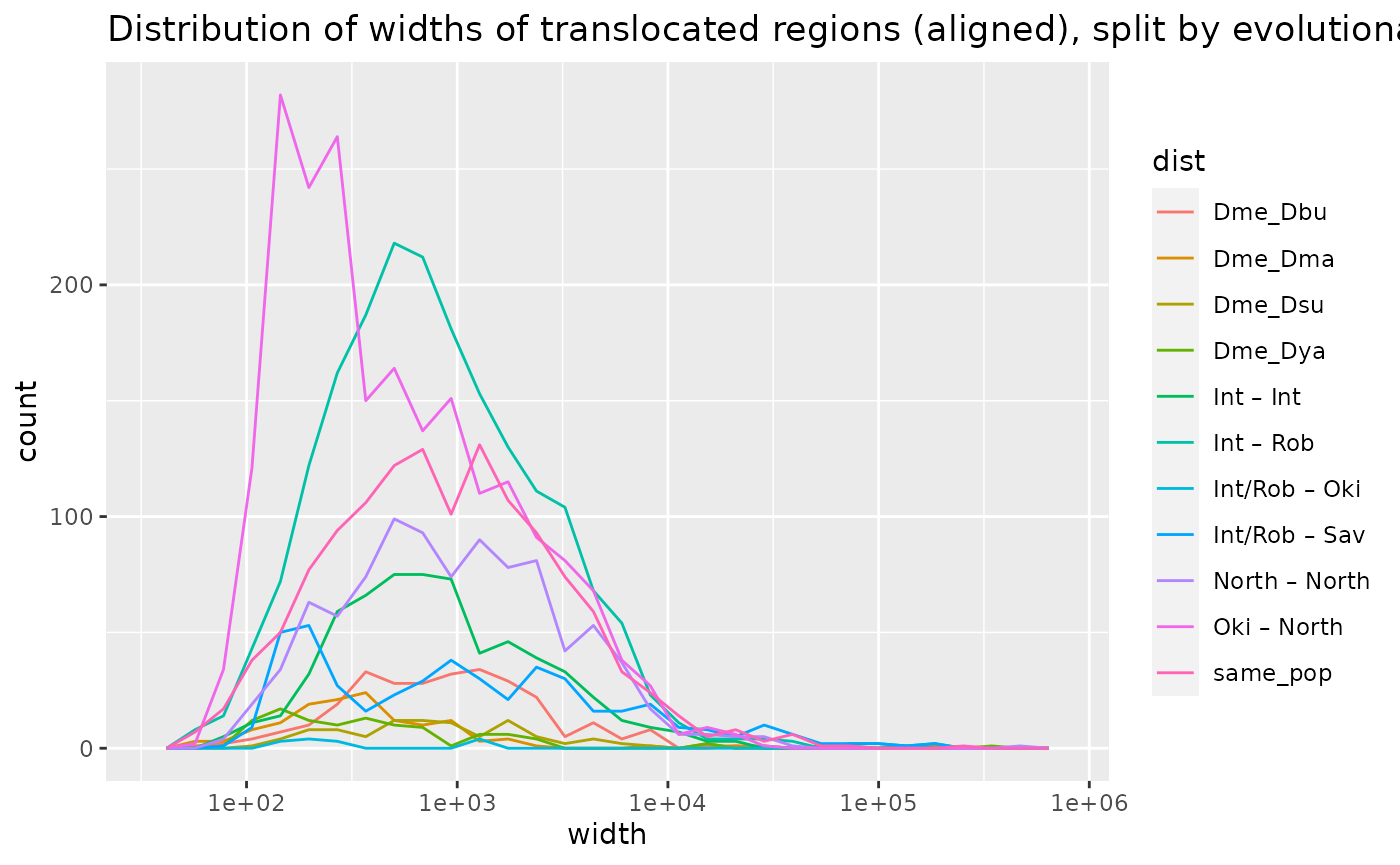 Distribution of widths of translocated regions (aligned), split by evolutiona
count
200
100
0
1e+02 1e+03 1e+04 1e+05 1e+06
width
dist
Dme_Dbu
Dme_Dma
Dme_Dsu
Dme_Dya
Int – Int
Int – Rob
Int/Rob – Oki
Int/Rob – Sav
North – North
Oki – North
same_pop